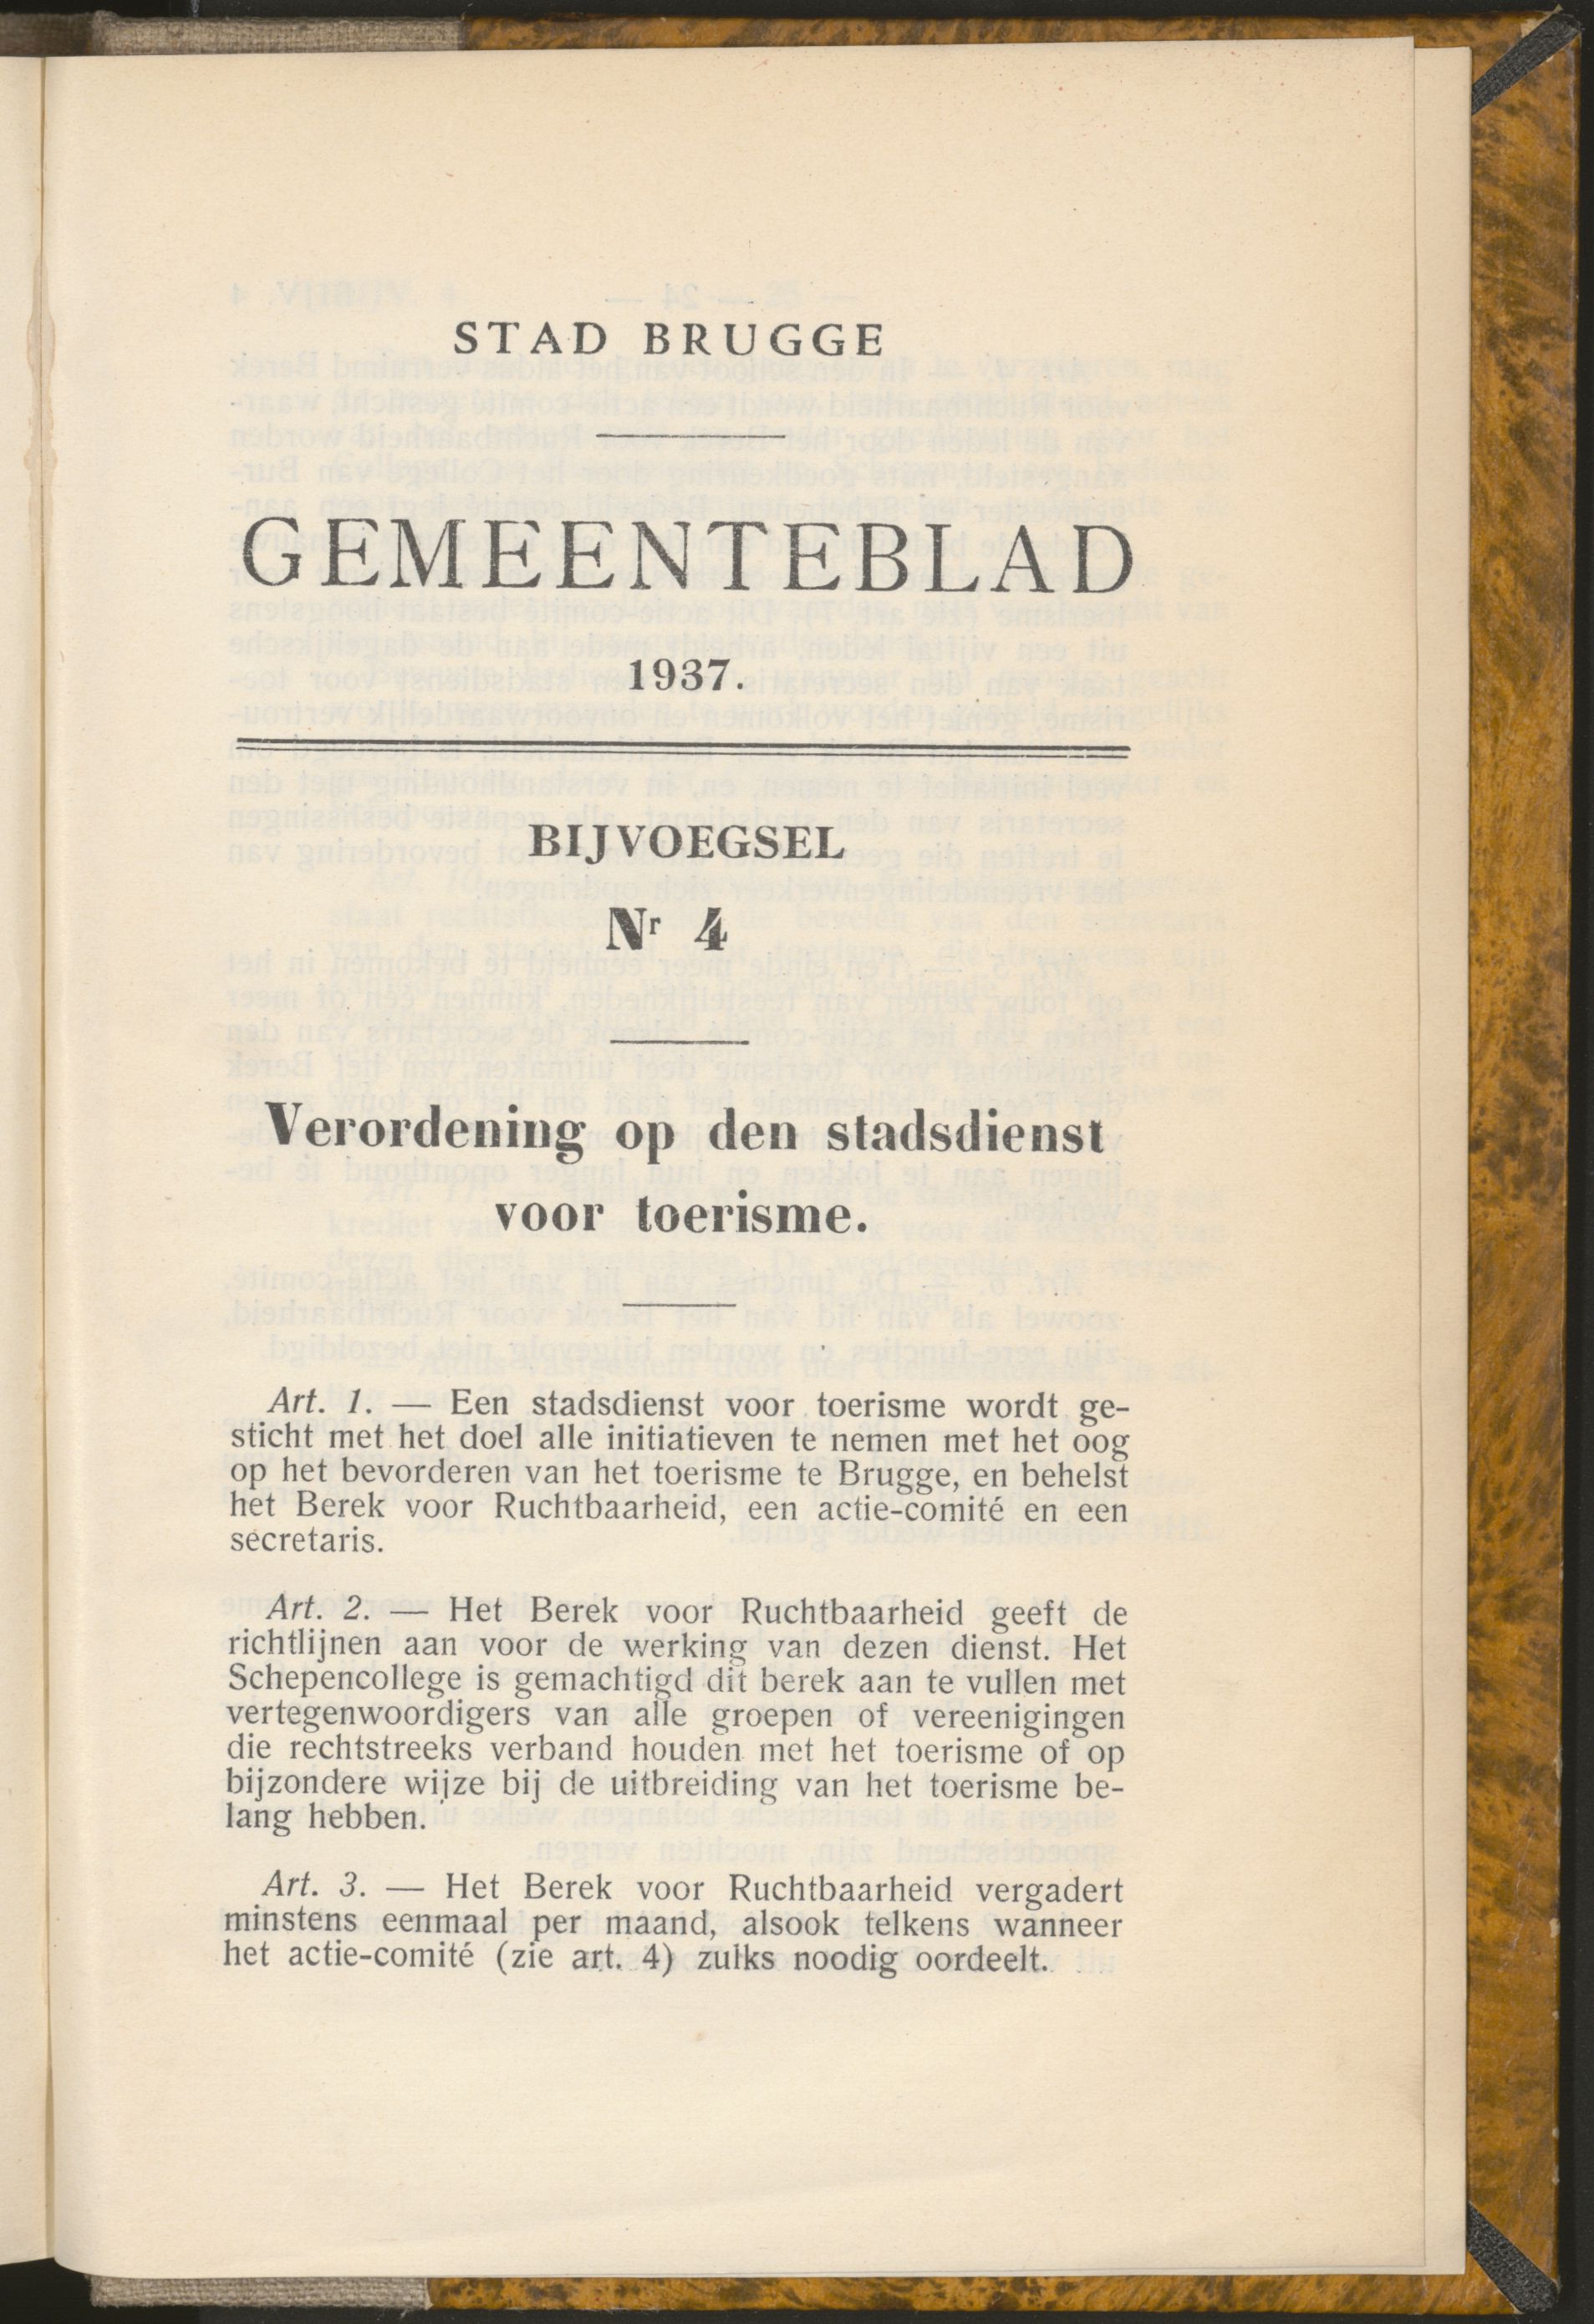 STAD BRUGGE
GEMEENTEBLAD
1937.
BIJVOEGSEL
Nr 4
Verordening op den stadsdienst
voor toerisme.
Art. 1. — Een stadsdienst voor toerisme wordt ge-
sticht met het doel alle initiatieven te nemen met het oog
op het bevorderen van het toerisme te Brugge, en behelst
het Berek voor Ruchtbaarheid, een actie-comité en een
secretaris.
Art. 2. — Het Berek voor Ruchtbaarheid geeft de
richtlijnen aan voor de werking van dezen dienst. Het
Schepencollege is gemachtigd dit berek aan te vullen met
vertegenwoordigers van alle groepen of vereenigingen
die rechtstreeks verband houden met het toerisme of op
bijzondere wijze bij de uitbreiding van het toerisme be-
lang hebben.
Art. 3. — Het Berek voor Ruchtbaarheid vergadert
minstens eenmaal per maand, alsook telkens wanneer
het actie-comité (zie art. 4) zulks noodig oordeelt.